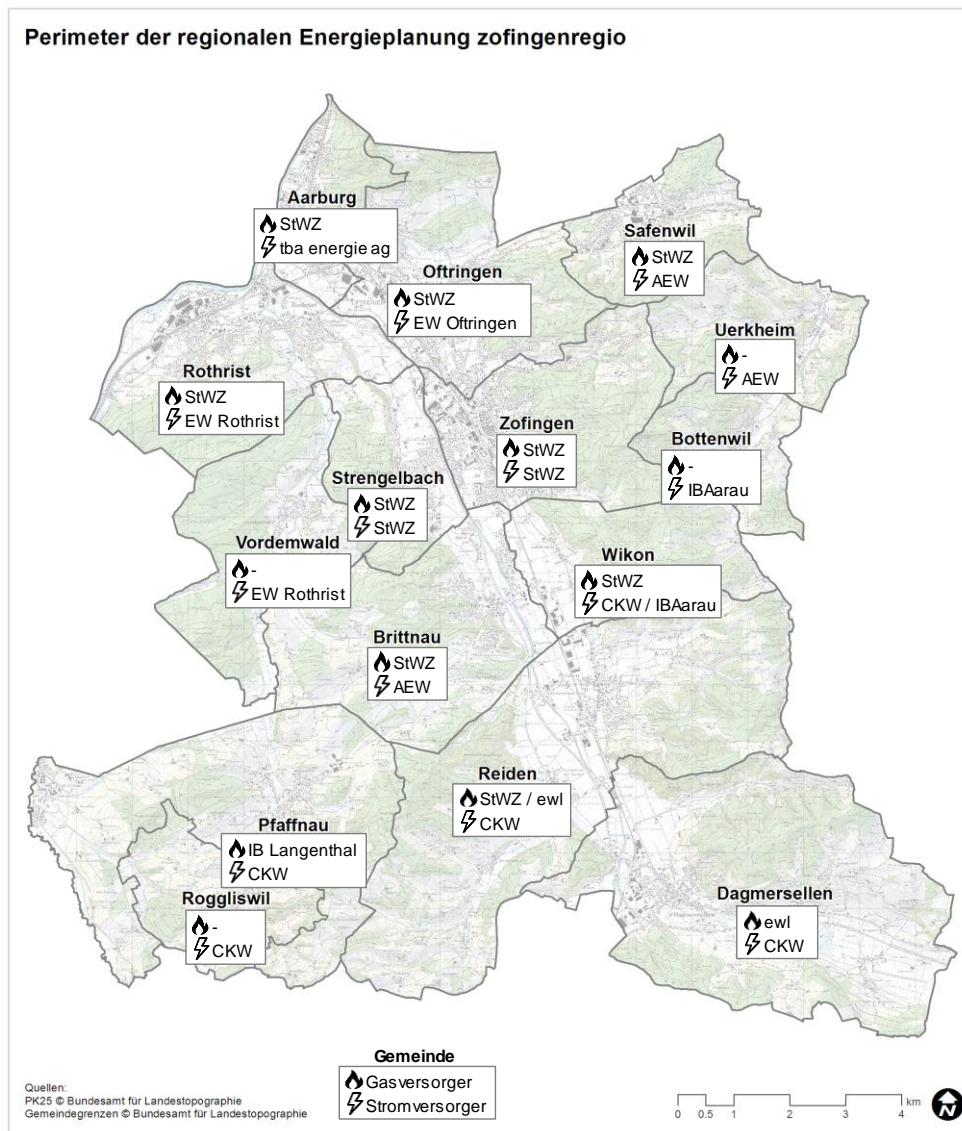 Perimeter der regionalen Energieplanung zofingenregio
Aarburg
StWZ
tba energie ag
Safenwil
StWZ
AEW
Oftringen
StWZ
EW Oftringen
Uerkheim
-
AEW
Rothrist
StWZ
EW Rothrist
Zofingen
StWZ
StWZ
Bottenwil
-
IBAarau
Strengelbach
StWZ
StWZ
Vordemwald
-
EW Rothrist
Wikon
StWZ
CKW / IBAarau
Brittnau
StWZ
AEW
Reiden
StWZ / ewl
CKW
Pfaffnau
IB Langenthal
CKW
Roggliswil
-
CKW
Dagmersellen
ewl
CKW
Gemeinde
Gasversorger
Stromversorger
Quellen:
PK25 © Bundesamt für Landestopographie
Gemeindegrenzen © Bundesamt für Landestopographie
0 0.5 1 2 3 4 km
N